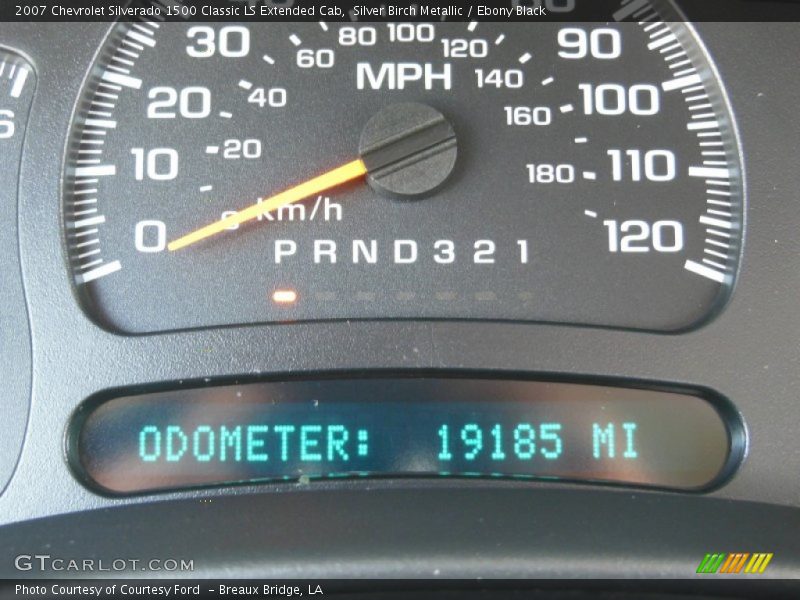 2007 Chevrolet Silverado 1500 Classic LS Extended Cab, Silver Birch Metallic / Ebony Black
30 60 80 100 120 90
MPH
20 40 140 100
160
10 20 180 110
0 0 km/h 120
P R N D 3 2 1
6
ODOMETER: 19185 MI
GTCARLOT.COM
Photo Courtesy of Courtesy Ford - Breaux Bridge, LA